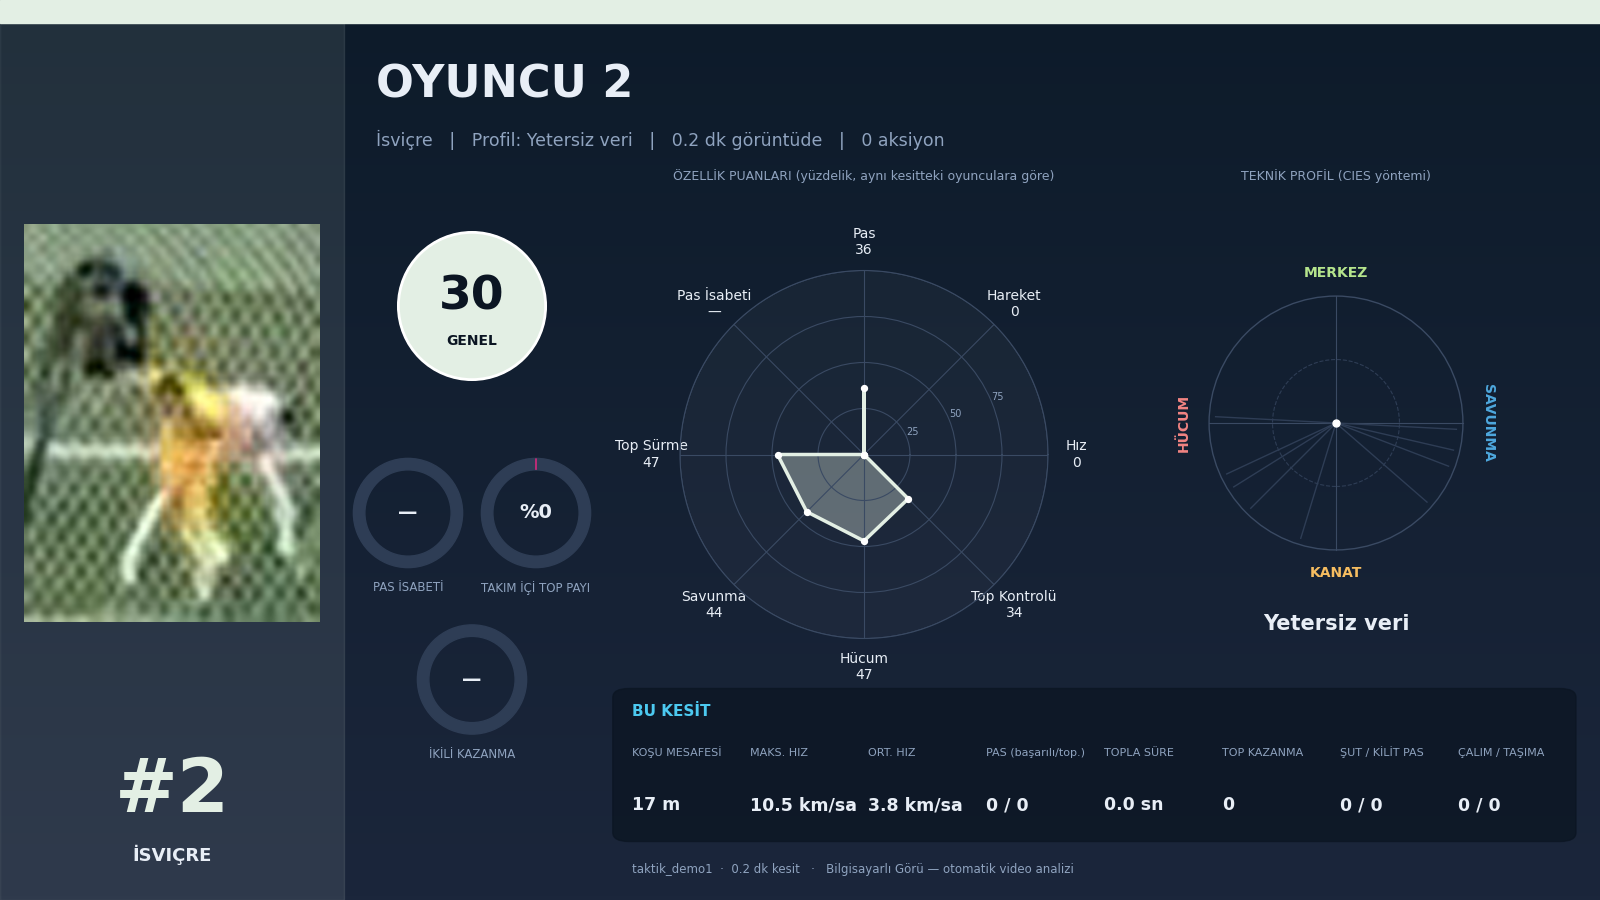 OYUNCU 2
İsviçre | Profil: Yetersiz veri | 0.2 dk görüntüde | 0 aksiyon
ÖZELLİK PUANLARI (yüzdelik, aynı kesitteki oyunculara göre)
TEKNİK PROFİL (CIES yöntemi)
30
GENEL
—
PAS İSABETİ
%0
TAKIM İÇİ TOP PAYI
—
İKİLİ KAZANMA
Pas
36
Pas İsabeti
—
Hareket
0
Top Sürme
47
Hız
0
Savunma
44
Top Kontrolü
34
Hücum
47
25
50
75
MERKEZ
HÜCUM
SAVUNMA
KANAT
Yetersiz veri
#2
İSVİÇRE
BU KESİT
KOŞU MESAFESİ MAKS. HIZ ORT. HIZ PAS (başarılı/top.) TOPLA SÜRE TOP KAZANMA ŞUT / KİLİT PAS ÇALIM / TAŞIMA
17 m 10.5 km/sa 3.8 km/sa 0 / 0 0.0 sn 0 0 / 0 0 / 0
taktik_demo1 · 0.2 dk kesit · Bilgisayarlı Görü — otomatik video analizi